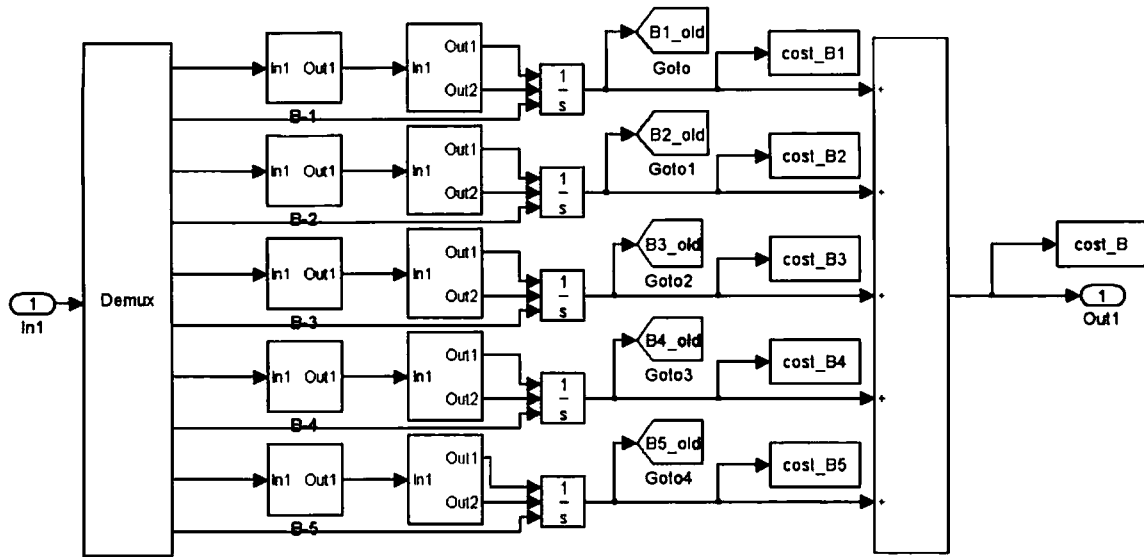 B1_old
Goto
cost_B1
In1 Out1
In1
Out1
Out2
1
s
+
B-1
B2_old
Goto1
cost_B2
In1 Out1
In1
Out1
Out2
1
s
+
B-2
B3_old
Goto2
cost_B3
In1 Out1
In1
Out1
Out2
1
s
+
B-3
1
In1
Demux
cost_B
1
Out1
B4_old
Goto3
cost_B4
In1 Out1
In1
Out1
Out2
1
s
+
B-4
B5_old
Goto4
cost_B5
In1 Out1
In1
Out1
Out2
1
s
+
B-5